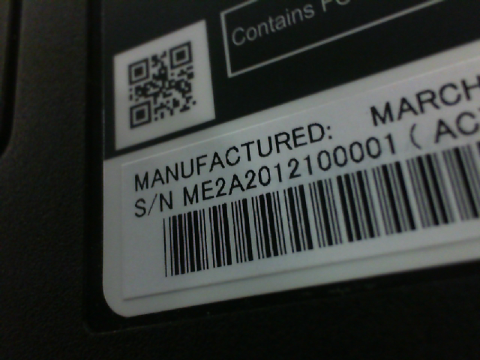 Contains
MANUFACTURED: MARCH
S/N ME2A2012100001 ( AC